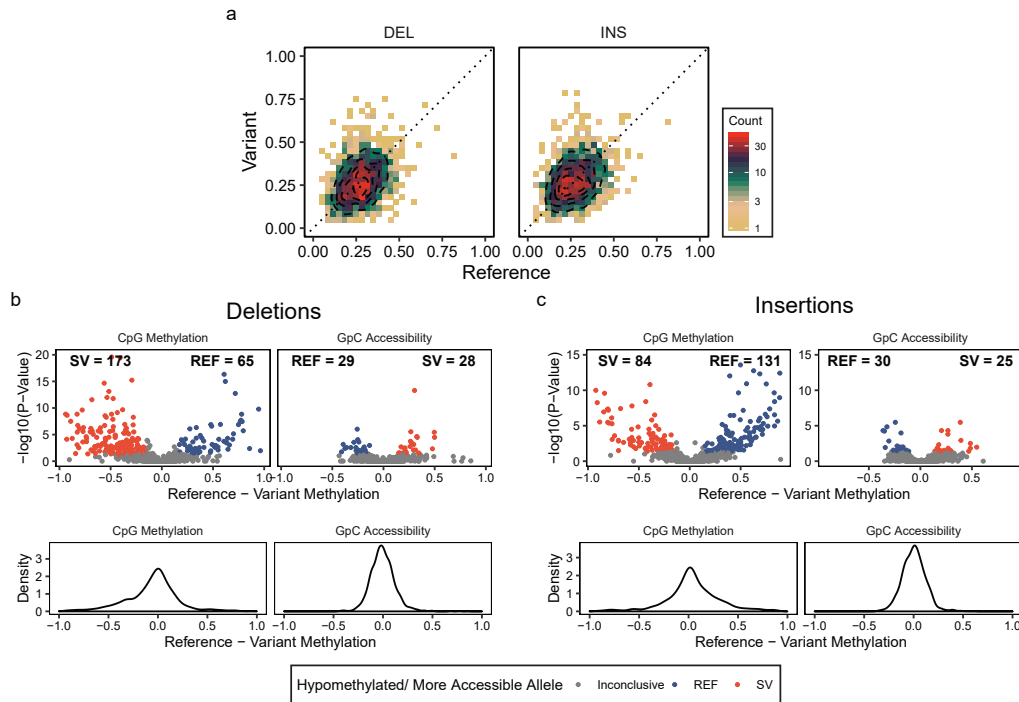 a
DEL
INS
1.00
0.75
0.50
0.25
0.00
Variant
0.00 0.25 0.50 0.75 1.00
0.00 0.25 0.50 0.75 1.00
Reference
Count
30
10
3
1
b
Deletions
CpG Methylation
GpC Accessibility
SV = 173
REF = 65
REF = 29
SV = 28
20
15
10
5
0
−log10(P−Value)
−1.0 −0.5 0.0 0.5 1.0
−1.0 −0.5 0.0 0.5 1.0
Reference − Variant Methylation
CpG Methylation
GpC Accessibility
3
2
1
0
Density
−1.0 −0.5 0.0 0.5 1.0
−1.0 −0.5 0.0 0.5 1.0
Reference − Variant Methylation
c
Insertions
CpG Methylation
GpC Accessibility
SV = 84
REF = 131
REF = 30
SV = 25
15
10
5
0
−log10(P−Value)
−1.0 −0.5 0.0 0.5 1.0
−1.0 −0.5 0.0 0.5 1.0
Reference − Variant Methylation
CpG Methylation
GpC Accessibility
3
2
1
0
Density
−1.0 −0.5 0.0 0.5 1.0
−1.0 −0.5 0.0 0.5 1.0
Reference − Variant Methylation
Hypomethylated/ More Accessible Allele Inconclusive REF SV